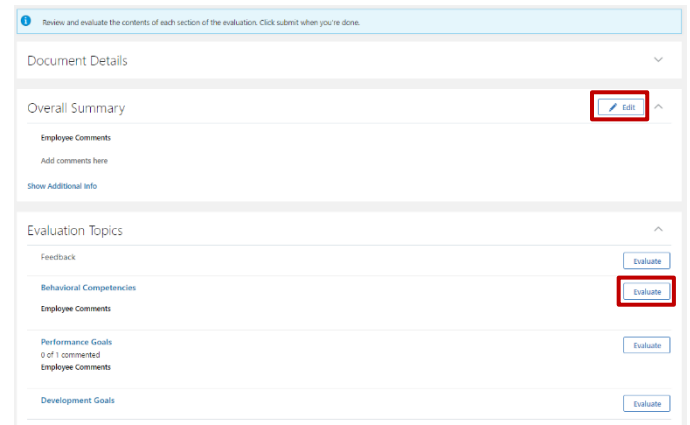 Review and evaluate the contents of each section of the evaluation. Click submit when you're done.
Document Details
Overall Summary
Edit
Employee Comments
Add comments here
Show Additional Info
Evaluation Topics
Feedback
Evaluate
Behavioral Competencies
Evaluate
Employee Comments
Performance Goals
Evaluate
0 of 1 commented
Employee Comments
Development Goals
Evaluate